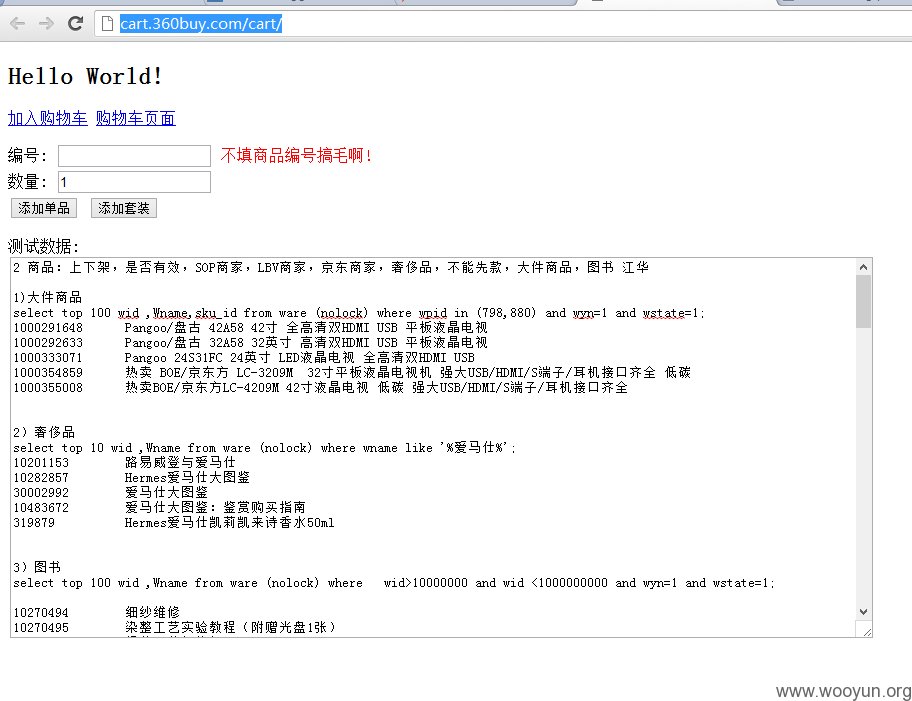 cart.360buy.com/cart/
Hello World!
加入购物车 购物车页面
编号: 不填商品编号搞毛啊!
数量: 1
添加单品 添加套装
测试数据:
2 商品: 上下架, 是否有效, SOP商家, LBV商家, 京东商家, 奢侈品, 不能先款, 大件商品, 图书 江华
1)大件商品
select top 100 wid ,Wname,sku_id from ware (nolock) where wpid in (798,880) and wyn=1 and wstate=1;
1000291648 Pangoo/盘古 42A58 42寸 全高清双HDMI USB 平板液晶电视
1000292633 Pangoo/盘古 32A58 32英寸 高清双HDMI USB 平板液晶电视
1000333071 Pangoo 24S31FC 24英寸 LED液晶电视 全高清双HDMI USB
1000354859 热卖 BOE/京东方 LC-3209M 32寸平板液晶电视机 强大USB/HDMI/S端子/耳机接口齐全 低碳
1000355008 热卖BOE/京东方LC-4209M 42寸液晶电视 低碳 强大USB/HDMI/S端子/耳机接口齐全
2) 奢侈品
select top 10 wid ,Wname from ware (nolock) where wname like '%爱马仕%';
10201153 路易威登与爱马仕
10282857 Hermes爱马仕大图鉴
30002992 爱马仕大图鉴
10483672 爱马仕大图鉴: 鉴赏购买指南
319879 Hermes爱马仕凯莉凯来诗香水50ml
3) 图书
select top 100 wid ,Wname from ware (nolock) where wid>10000000 and wid <1000000000 and wyn=1 and wstate=1;
10270494 细纱维修
10270495 染整工艺实验教程（附赠光盘1张）
www.wooyun.org